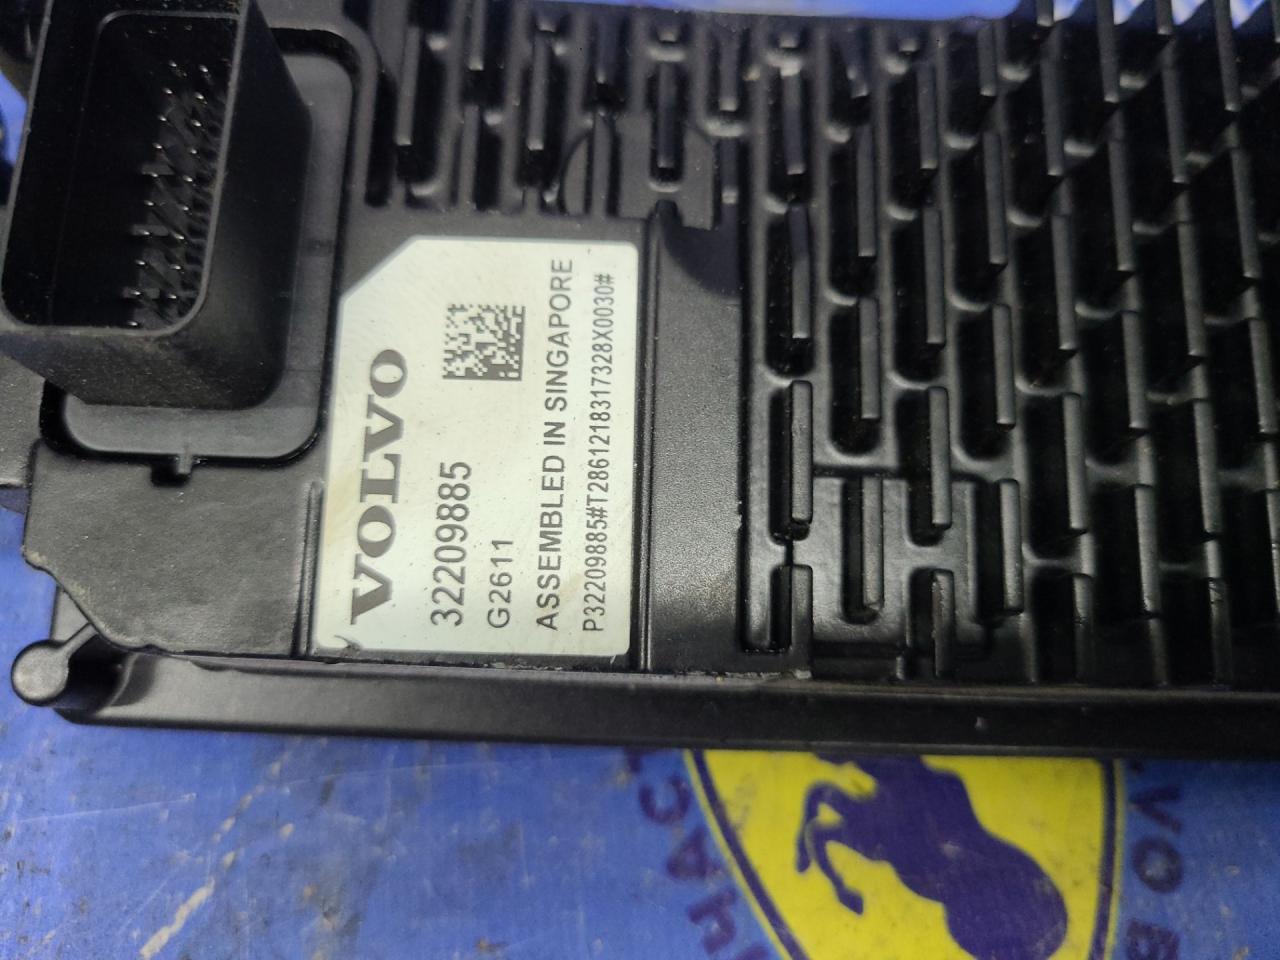 VOLVO
32209885
G2611
ASSEMBLED IN SINGAPORE
P32209885#T2861218317328X0030#